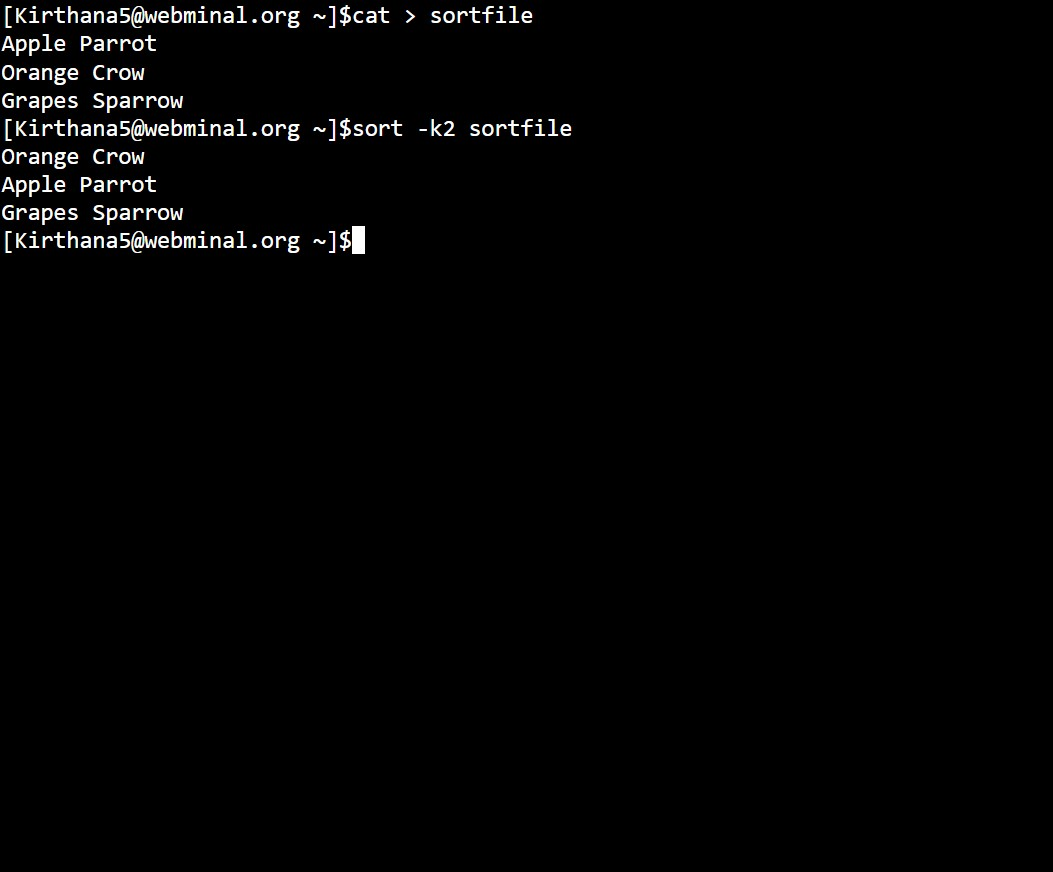 [Kirthana5@webminal.org ~]$cat > sortfile
Apple Parrot
Orange Crow
Grapes Sparrow
[Kirthana5@webminal.org ~]$sort -k2 sortfile
Orange Crow
Apple Parrot
Grapes Sparrow
[Kirthana5@webminal.org ~]$